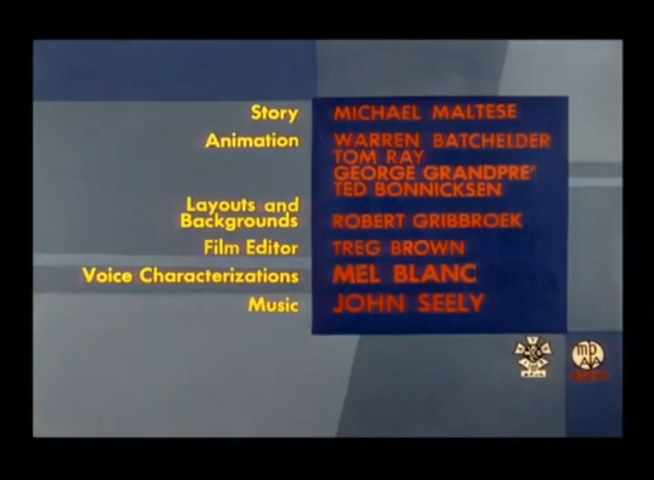 Story MICHAEL MALTESE
Animation WARREN BATCHELDER
TOM RAY
GEORGE GRANDPRE'
TED BONNICKSEN
Layouts and
Backgrounds ROBERT GRIBBROEK
Film Editor TREG BROWN
Voice Characterizations MEL BLANC
Music JOHN SEELY